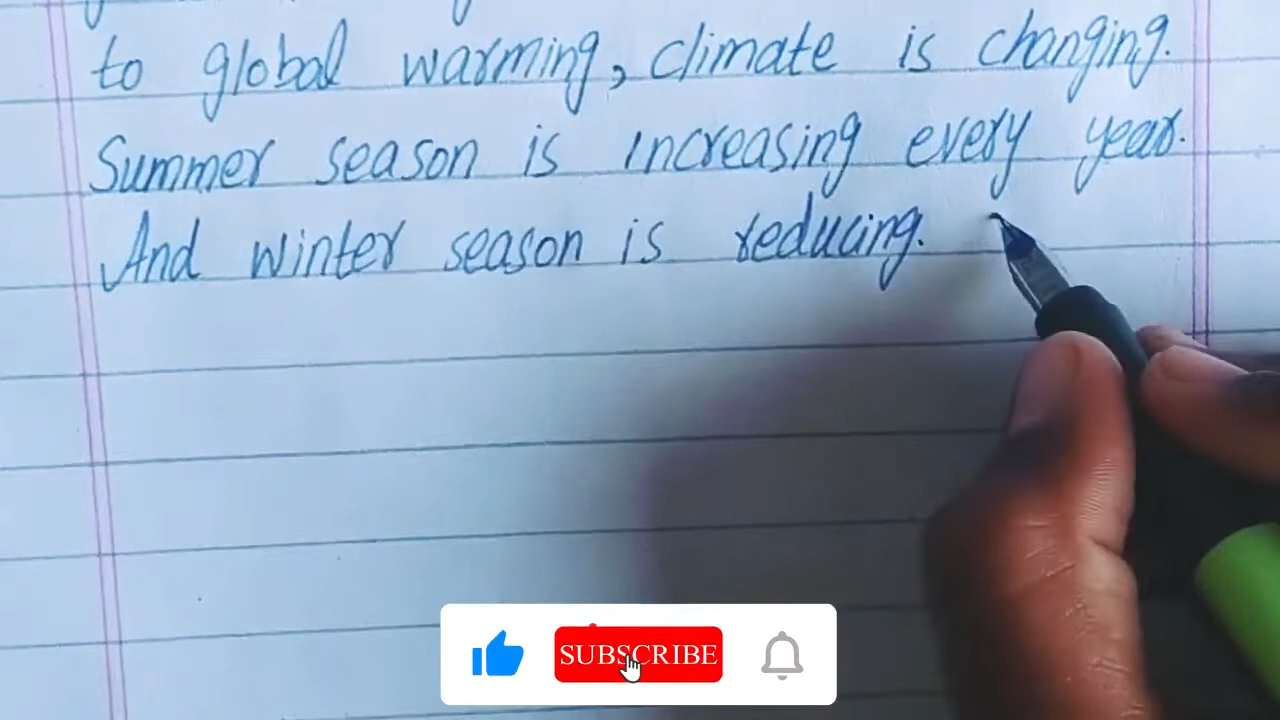 to global warming, climate is changing.
Summer season is increasing every year.
And winter season is reducing.
SUBSCRIBE